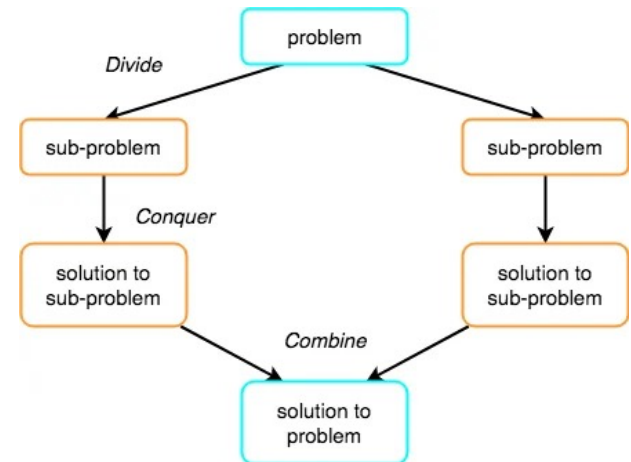 problem
Divide
sub-problem
sub-problem
Conquer
solution to
sub-problem
solution to
sub-problem
Combine
solution to
problem